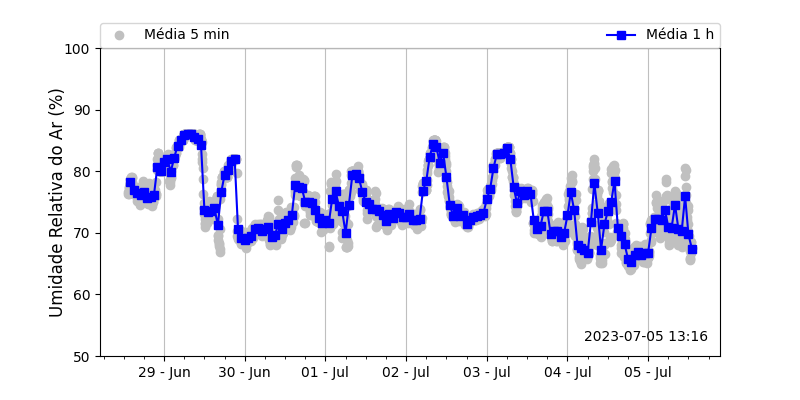 Média 5 min Média 1 h
Umidade Relativa do Ar (%)
100
90
80
70
60
50
2023-07-05 13:16
29 - Jun 30 - Jun 01 - Jul 02 - Jul 03 - Jul 04 - Jul 05 - Jul